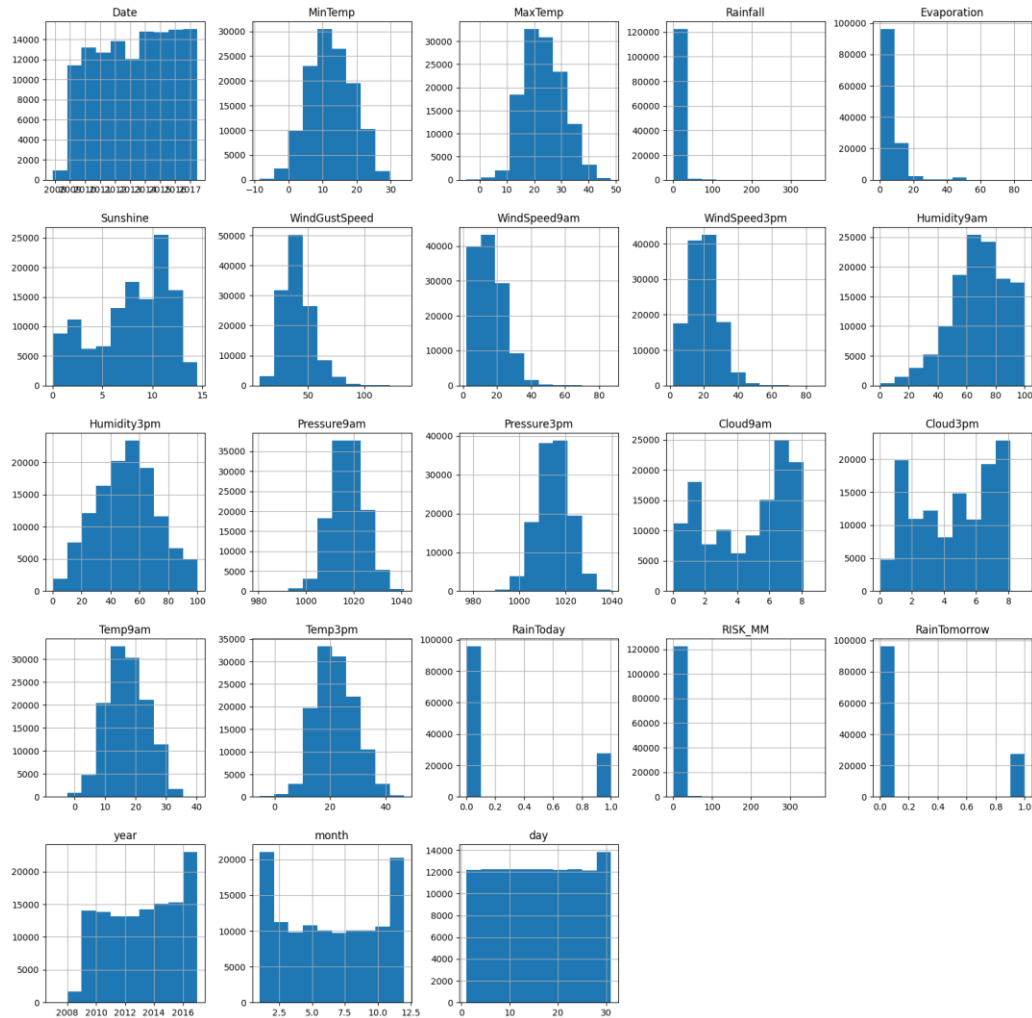 Date MinTemp MaxTemp Rainfall Evaporation
14000 12000 10000 8000 6000 4000 2000 0
2008 2009 2010 2011 2012 2013 2014 2015 2016 2017
30000 25000 20000 15000 10000 5000 0
−10 0 10 20 30
30000 25000 20000 15000 10000 5000 0
0 10 20 30 40 50
120000 100000 80000 60000 40000 20000 0
0 100 200 300
100000 80000 60000 40000 20000 0
0 20 40 60 80
Sunshine WindGustSpeed WindSpeed9am WindSpeed3pm Humidity9am
25000 20000 15000 10000 5000 0
0 5 10 15
50000 40000 30000 20000 10000 0
50 100
40000 30000 20000 10000 0
20 40 60 80
40000 30000 20000 10000 0
0 20 40 60 80
25000 20000 15000 10000 5000 0
0 20 40 60 80 100
Humidity3pm Pressure9am Pressure3pm Cloud9am Cloud3pm
20000 15000 10000 5000 0
0 20 40 60 80 100
35000 30000 25000 20000 15000 10000 5000 0
980 1000 1020 1040
40000 30000 20000 10000 0
980 1000 1020 1040
25000 20000 15000 10000 5000 0
0 2 4 6 8
20000 15000 10000 5000 0
0 2 4 6 8
Temp9am Temp3pm RainToday RISK_MM RainTomorrow
30000 25000 20000 15000 10000 5000 0
0 10 20 30 40
35000 30000 25000 20000 15000 10000 5000 0
0 20 40
100000 80000 60000 40000 20000 0
0.0 0.2 0.4 0.6 0.8 1.0
120000 100000 80000 60000 40000 20000 0
0 100 200 300
100000 80000 60000 40000 20000 0
0.0 0.2 0.4 0.6 0.8 1.0
year month day
20000 15000 10000 5000 0
2008 2010 2012 2014 2016
20000 15000 10000 5000 0
2.5 5.0 7.5 10.0 12.5
14000 12000 10000 8000 6000 4000 2000 0
0 10 20 30